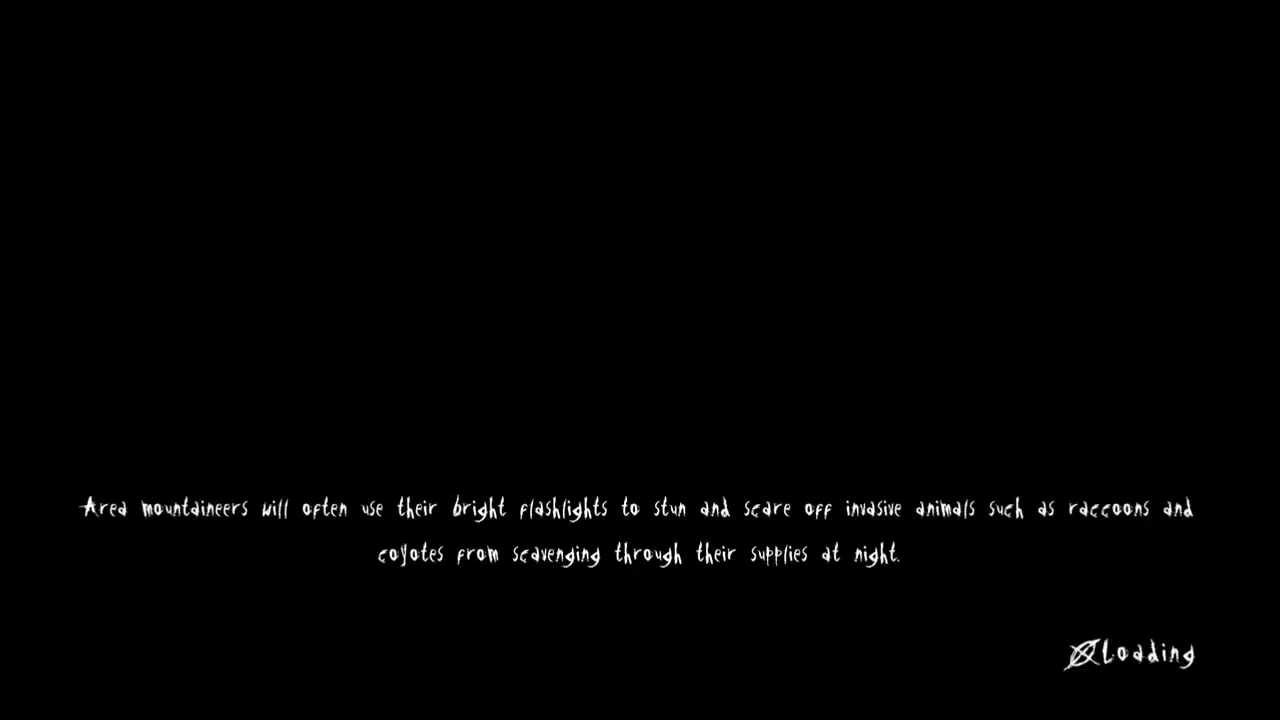 Area mountaineers will often use their bright flashlights to stun and scare off invasive animals such as raccoons and
coyotes from scavenging through their supplies at night.
Loading